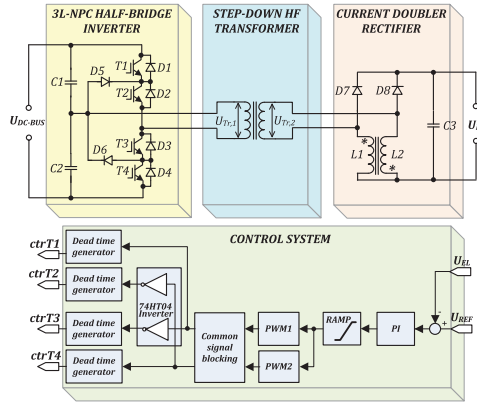 3L-NPC HALF-BRIDGE INVERTER
STEP-DOWN HF TRANSFORMER
CURRENT DOUBLER RECTIFIER
C1
D5
T1
D1
T2
D2
D7
D8
U_DC-BUS
U_Tr,1
U_Tr,2
C3
C2
D6
T3
D3
T4
D4
*
L1
L2
*
CONTROL SYSTEM
ctrT1
Dead time generator
ctrT2
Dead time generator
ctrT3
Dead time generator
ctrT4
Dead time generator
74HT04 Inverter
Common signal blocking
PWM1
PWM2
RAMP
PI
U_EL
-
+
U_REF